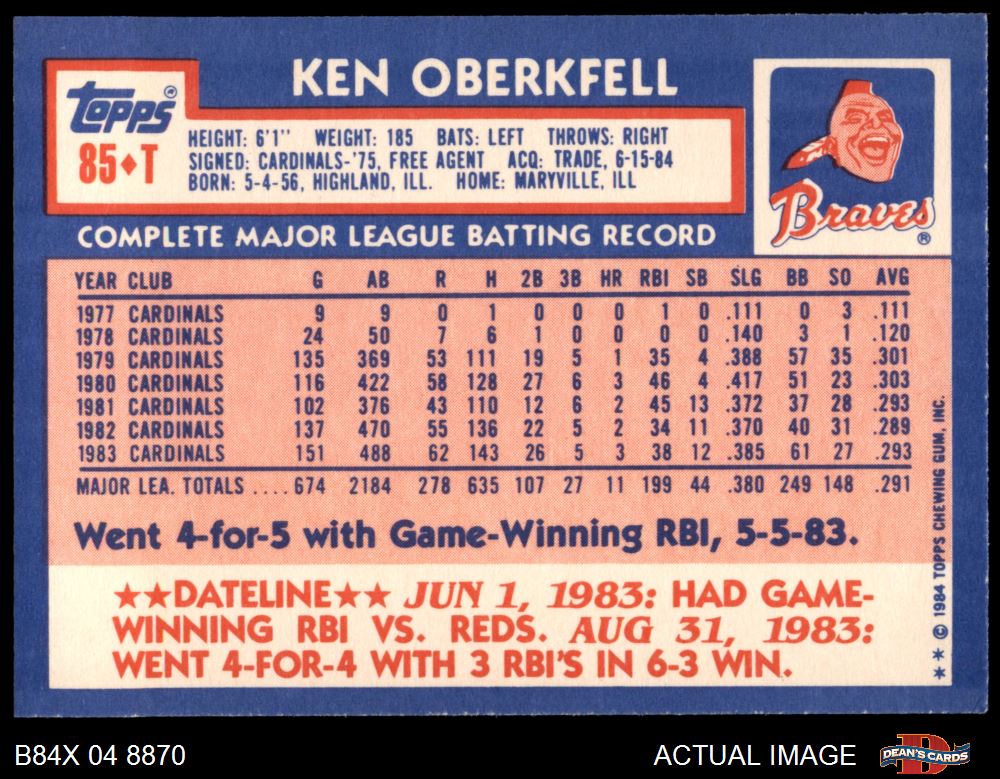 KEN OBERKFELL
Topps®
85♦T
HEIGHT: 6'1" WEIGHT: 185 BATS: LEFT THROWS: RIGHT
SIGNED: CARDINALS-'75, FREE AGENT ACQ: TRADE, 6-15-84
BORN: 5-4-56, HIGHLAND, ILL. HOME: MARYVILLE, ILL
Braves®
COMPLETE MAJOR LEAGUE BATTING RECORD
YEAR CLUB G AB R H 2B 3B HR RBI SB SLG BB SO AVG
1977 CARDINALS 9 9 0 1 0 0 0 1 0 .111 0 3 .111
1978 CARDINALS 24 50 7 6 1 0 0 0 0 .140 3 1 .120
1979 CARDINALS 135 369 53 111 19 5 1 35 4 .388 57 35 .301
1980 CARDINALS 116 422 58 128 27 6 3 46 4 .417 51 23 .303
1981 CARDINALS 102 376 43 110 12 6 2 45 13 .372 37 28 .293
1982 CARDINALS 137 470 55 136 22 5 2 34 11 .370 40 31 .289
1983 CARDINALS 151 488 62 143 26 5 3 38 12 .385 61 27 .293
MAJOR LEA. TOTALS ....674 2184 278 635 107 27 11 199 44 .380 249 148 .291
Went 4-for-5 with Game-Winning RBI, 5-5-83.
★★DATELINE★★ JUN 1, 1983: HAD GAME-
WINNING RBI VS. REDS. AUG 31, 1983:
WENT 4-FOR-4 WITH 3 RBI'S IN 6-3 WIN.
★★ © 1984 TOPPS CHEWING GUM, INC.
B84X 04 8870
ACTUAL IMAGE
DEAN'S CARDS